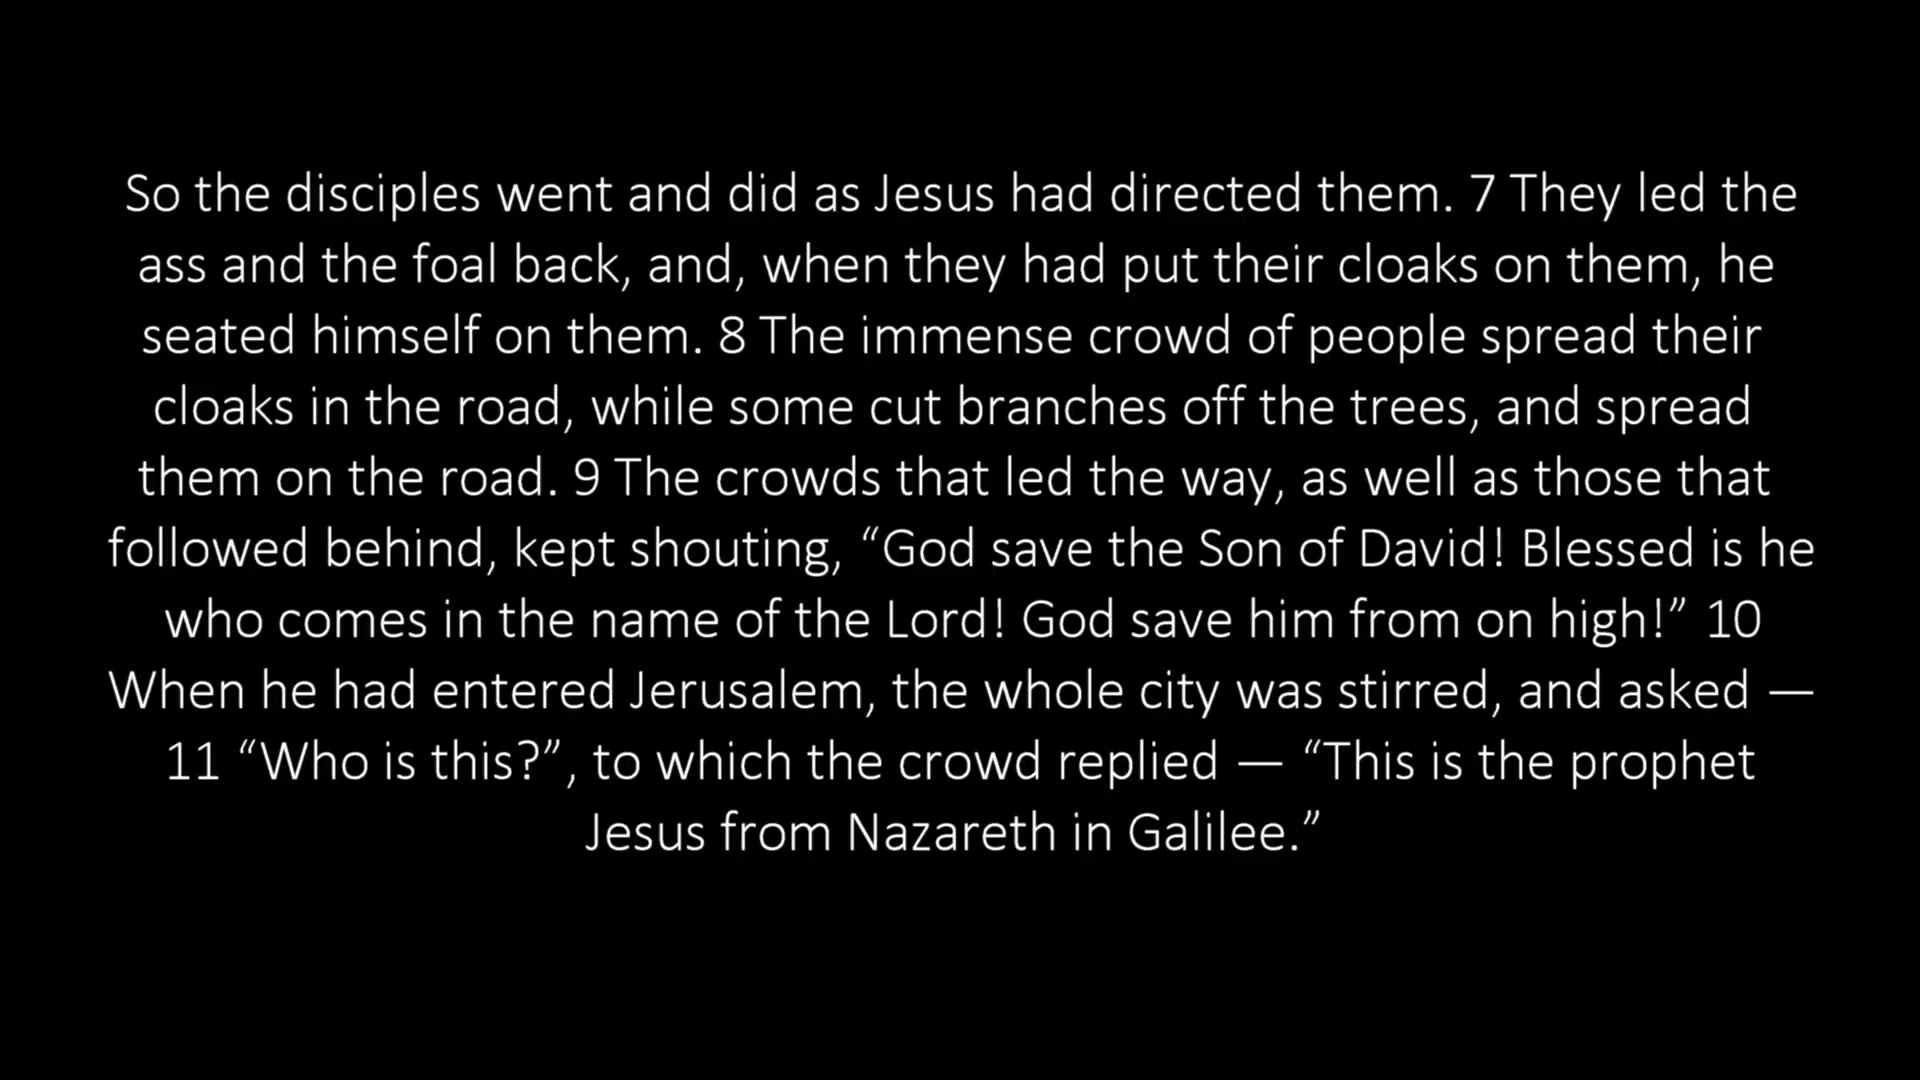 So the disciples went and did as Jesus had directed them. 7 They led the
ass and the foal back, and, when they had put their cloaks on them, he
seated himself on them. 8 The immense crowd of people spread their
cloaks in the road, while some cut branches off the trees, and spread
them on the road. 9 The crowds that led the way, as well as those that
followed behind, kept shouting, “God save the Son of David! Blessed is he
who comes in the name of the Lord! God save him from on high!” 10
When he had entered Jerusalem, the whole city was stirred, and asked —
11 “Who is this?”, to which the crowd replied — “This is the prophet
Jesus from Nazareth in Galilee.”